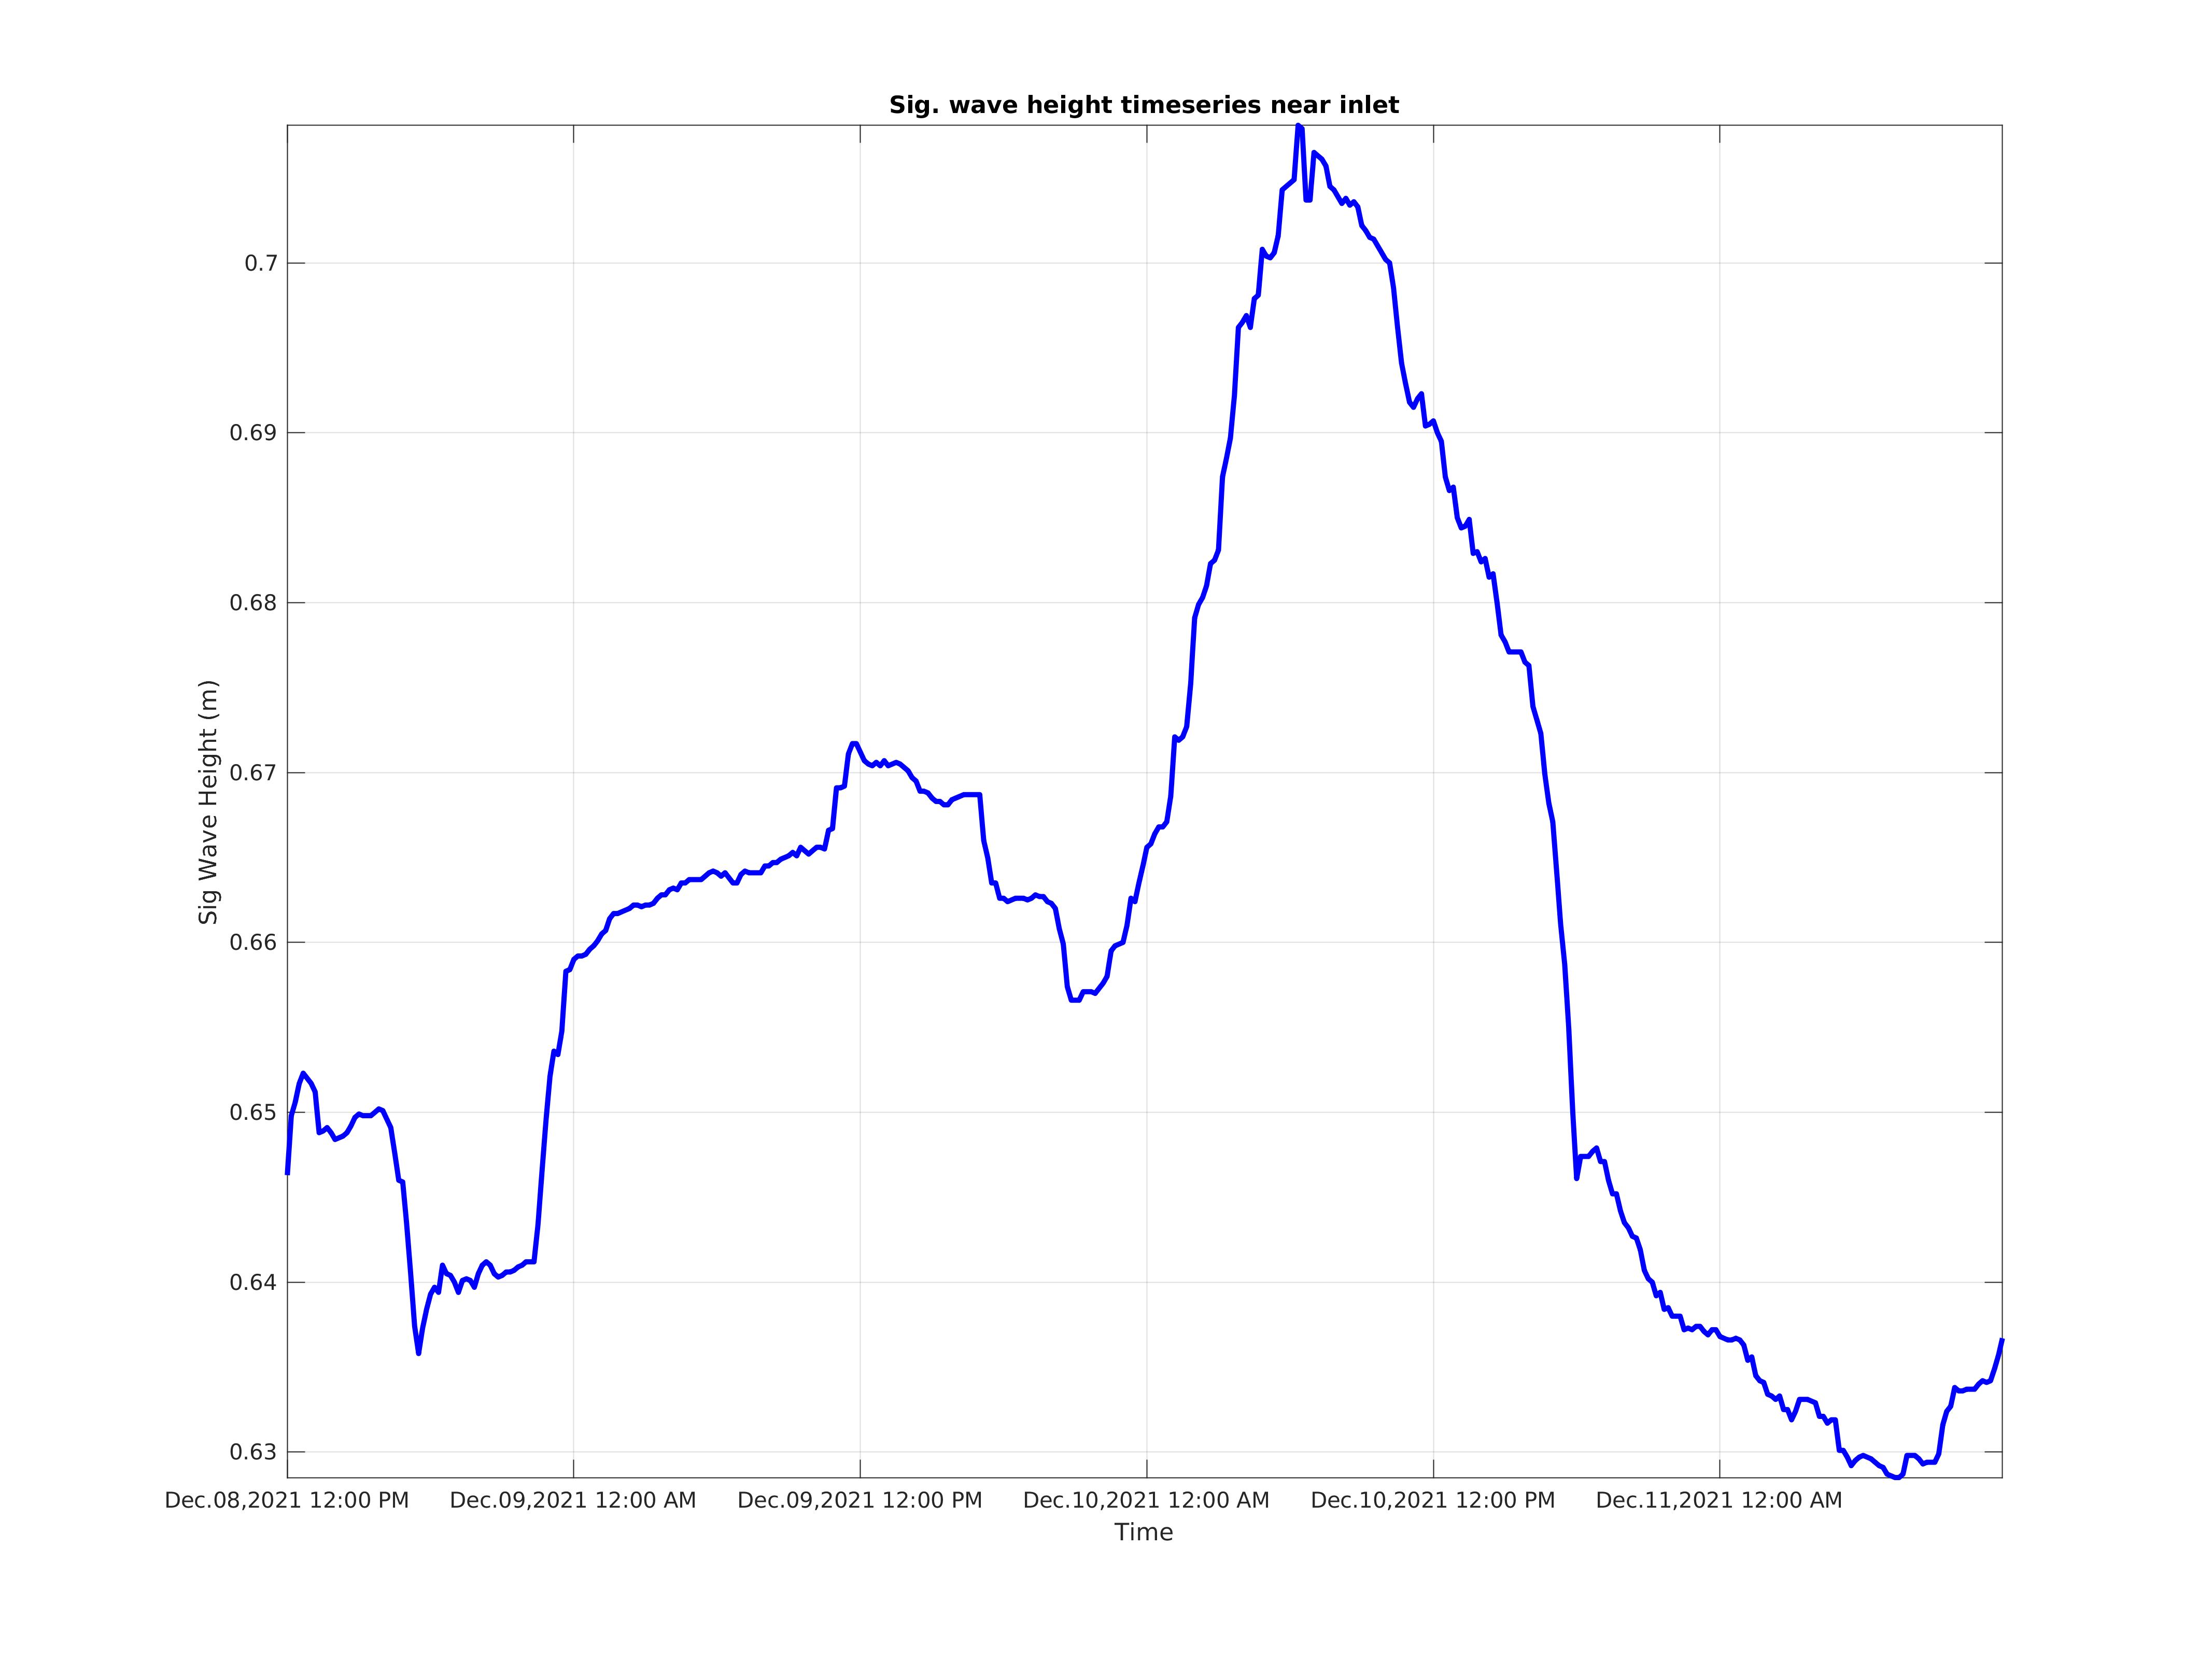 Sig. wave height timeseries near inlet
0.7
0.69
0.68
0.67
0.66
0.65
0.64
0.63
Sig Wave Height (m)
Dec.08,2021 12:00 PM
Dec.09,2021 12:00 AM
Dec.09,2021 12:00 PM
Dec.10,2021 12:00 AM
Dec.10,2021 12:00 PM
Dec.11,2021 12:00 AM
Time